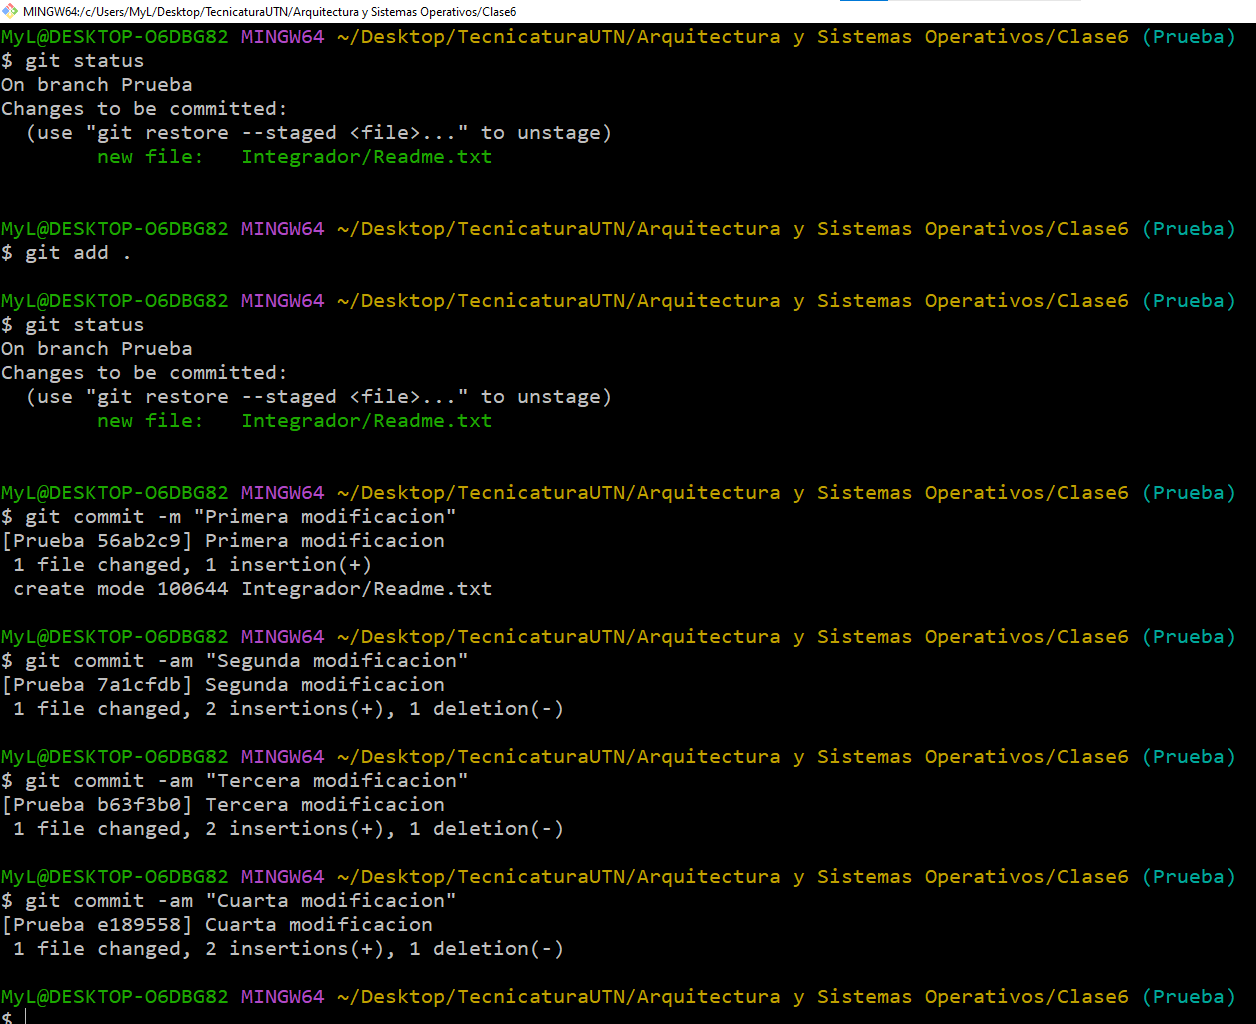 MINGW64:/c/Users/MyL/Desktop/TecnicaturaUTN/Arquitectura y Sistemas Operativos/Clase6
MyL@DESKTOP-O6DBG82 MINGW64 ~/Desktop/TecnicaturaUTN/Arquitectura y Sistemas Operativos/Clase6 (Prueba)
$ git status
On branch Prueba
Changes to be committed:
  (use "git restore --staged <file>..." to unstage)
        new file:   Integrador/Readme.txt

MyL@DESKTOP-O6DBG82 MINGW64 ~/Desktop/TecnicaturaUTN/Arquitectura y Sistemas Operativos/Clase6 (Prueba)
$ git add .

MyL@DESKTOP-O6DBG82 MINGW64 ~/Desktop/TecnicaturaUTN/Arquitectura y Sistemas Operativos/Clase6 (Prueba)
$ git status
On branch Prueba
Changes to be committed:
  (use "git restore --staged <file>..." to unstage)
        new file:   Integrador/Readme.txt

MyL@DESKTOP-O6DBG82 MINGW64 ~/Desktop/TecnicaturaUTN/Arquitectura y Sistemas Operativos/Clase6 (Prueba)
$ git commit -m "Primera modificacion"
[Prueba 56ab2c9] Primera modificacion
 1 file changed, 1 insertion(+)
 create mode 100644 Integrador/Readme.txt

MyL@DESKTOP-O6DBG82 MINGW64 ~/Desktop/TecnicaturaUTN/Arquitectura y Sistemas Operativos/Clase6 (Prueba)
$ git commit -am "Segunda modificacion"
[Prueba 7a1cfdb] Segunda modificacion
 1 file changed, 2 insertions(+), 1 deletion(-)

MyL@DESKTOP-O6DBG82 MINGW64 ~/Desktop/TecnicaturaUTN/Arquitectura y Sistemas Operativos/Clase6 (Prueba)
$ git commit -am "Tercera modificacion"
[Prueba b63f3b0] Tercera modificacion
 1 file changed, 2 insertions(+), 1 deletion(-)

MyL@DESKTOP-O6DBG82 MINGW64 ~/Desktop/TecnicaturaUTN/Arquitectura y Sistemas Operativos/Clase6 (Prueba)
$ git commit -am "Cuarta modificacion"
[Prueba e189558] Cuarta modificacion
 1 file changed, 2 insertions(+), 1 deletion(-)

MyL@DESKTOP-O6DBG82 MINGW64 ~/Desktop/TecnicaturaUTN/Arquitectura y Sistemas Operativos/Clase6 (Prueba)
$